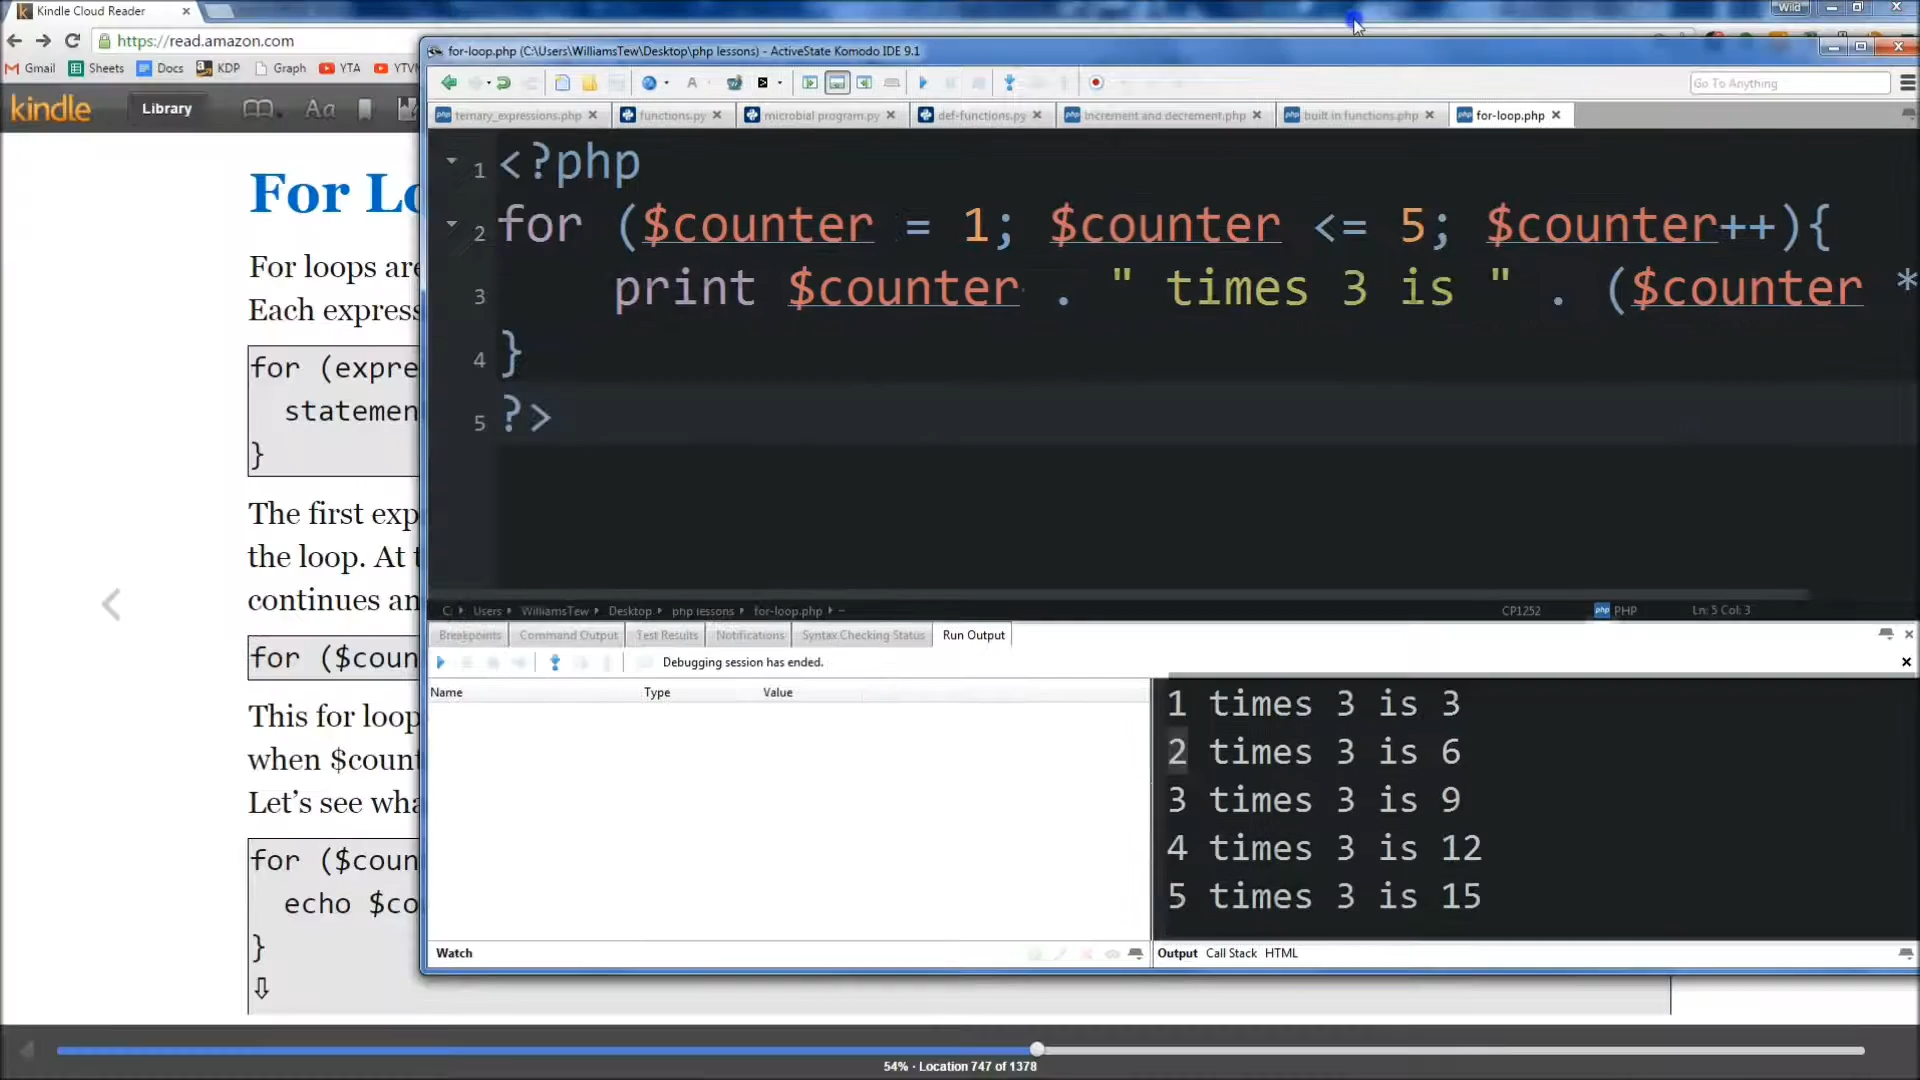 Kindle Cloud Reader
Wild
https://read.amazon.com
Gmail Sheets Docs KDP Graph YTA YTVM
kindle Library Aa
For Lo
For loops are
Each express
for (expre
statemen
}
The first exp
the loop. At t
continues an
for ($coun
This for loop
when $count
Let's see wha
for ($coun
echo $co
}
54% · Location 747 of 1378
for-loop.php (C:\Users\WilliamsTew\Desktop\php lessons) - ActiveState Komodo IDE 9.1
Go To Anything
ternary_expressions.php functions.py microbial program.py def-functions.py increment and decrement.php built in functions.php for-loop.php
1 <?php
2 for ($counter = 1; $counter <= 5; $counter++){
3 print $counter . " times 3 is " . ($counter *
4 }
5 ?>
C: Users WilliamsTew Desktop php lessons for-loop.php CP1252 PHP Ln: 5 Col: 3
Breakpoints Command Output Test Results Notifications Syntax Checking Status Run Output
Debugging session has ended.
Name Type Value
1 times 3 is 3
2 times 3 is 6
3 times 3 is 9
4 times 3 is 12
5 times 3 is 15
Watch
Output Call Stack HTML